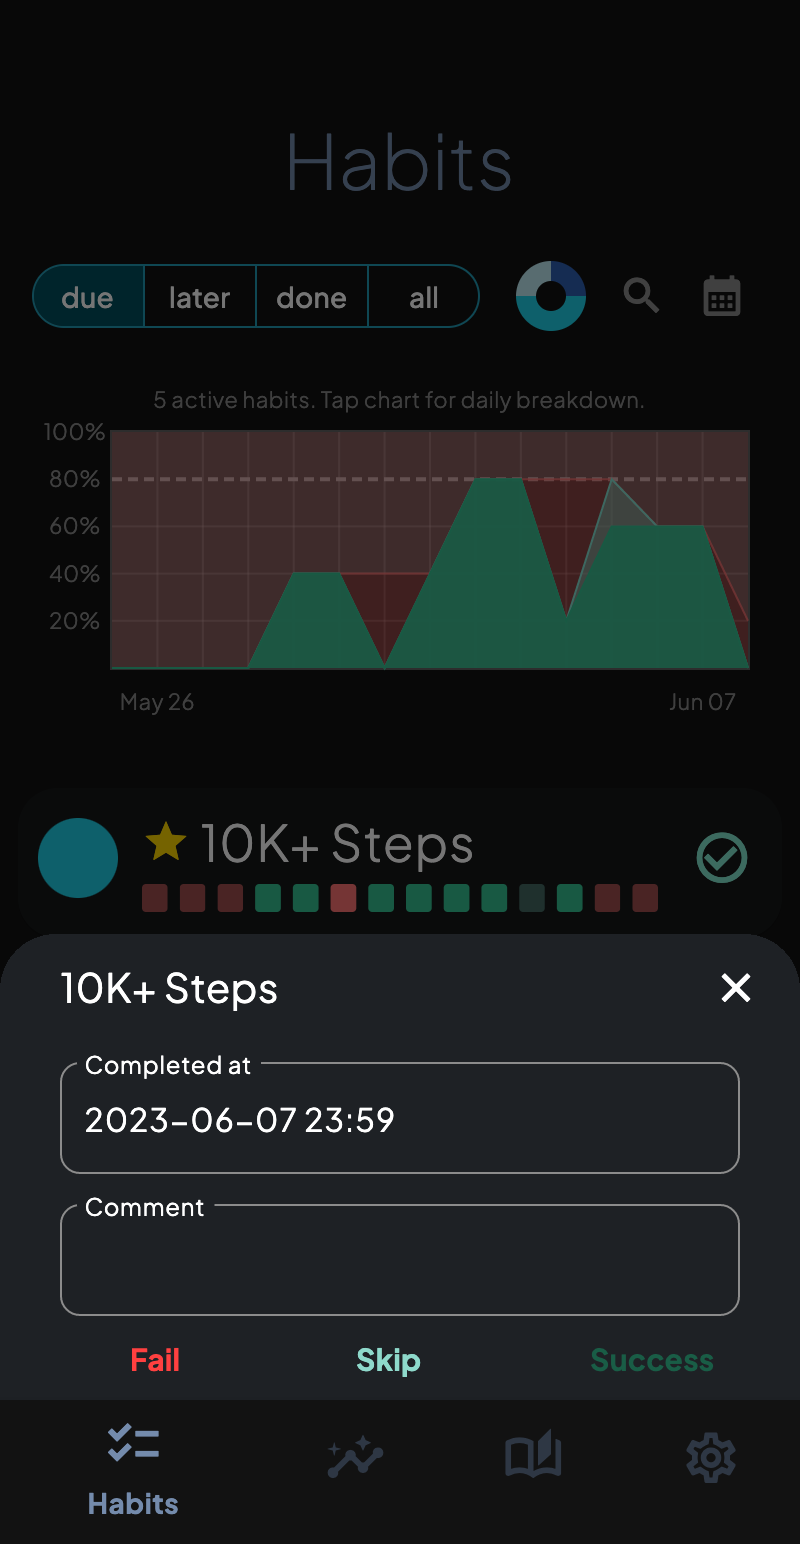 Habits
due later done all
5 active habits. Tap chart for daily breakdown.
100%
80%
60%
40%
20%
May 26 Jun 07
10K+ Steps
10K+ Steps
Completed at
2023-06-07 23:59
Comment
Fail Skip Success
Habits